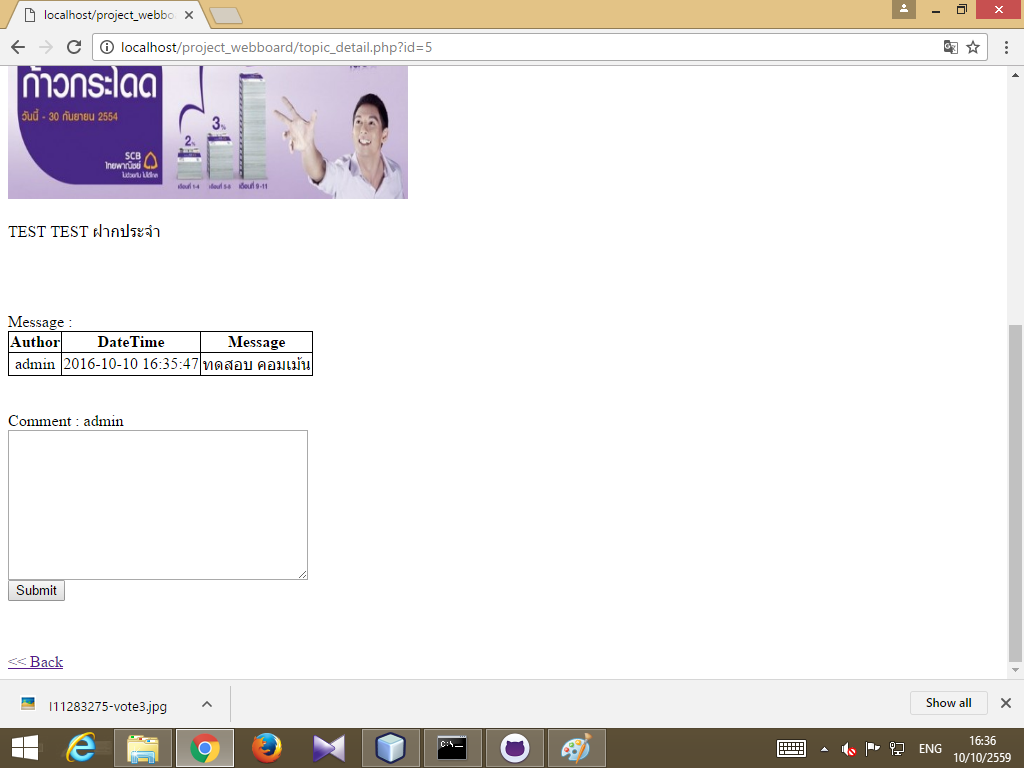 localhost/project_webbo
localhost/project_webboard/topic_detail.php?id=5
ก้าวกระโดด
วันนี้ - 30 กันยายน 2554
3%
2%
SCB
ไทยพาณิชย์
เดือนที่ 1-4 เดือนที่ 5-8 เดือนที่ 9-11
TEST TEST ฝากประจำ
Message :
Author DateTime Message
admin 2016-10-10 16:35:47 ทดสอบ คอมเม้น
Comment : admin
Submit
<< Back
I11283275-vote3.jpg
Show all
ENG
16:36
10/10/2559